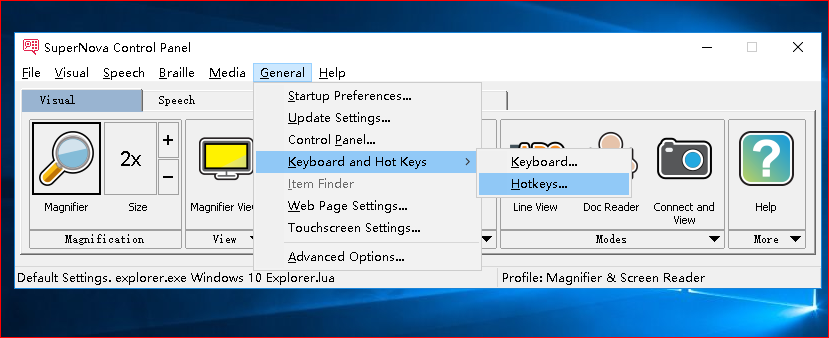 SuperNova Control Panel
File Visual Speech Braille Media General Help
Visual Speech
Startup Preferences...
Update Settings...
Control Panel...
Keyboard and Hot Keys
Item Finder
Web Page Settings...
Touchscreen Settings...
Advanced Options...
Keyboard...
Hotkeys...
2x
Magnifier Size Magnifier View Line View Doc Reader Connect and View Help
Magnification View Modes More
Default Settings. explorer.exe Windows 10 Explorer.lua
Profile: Magnifier & Screen Reader